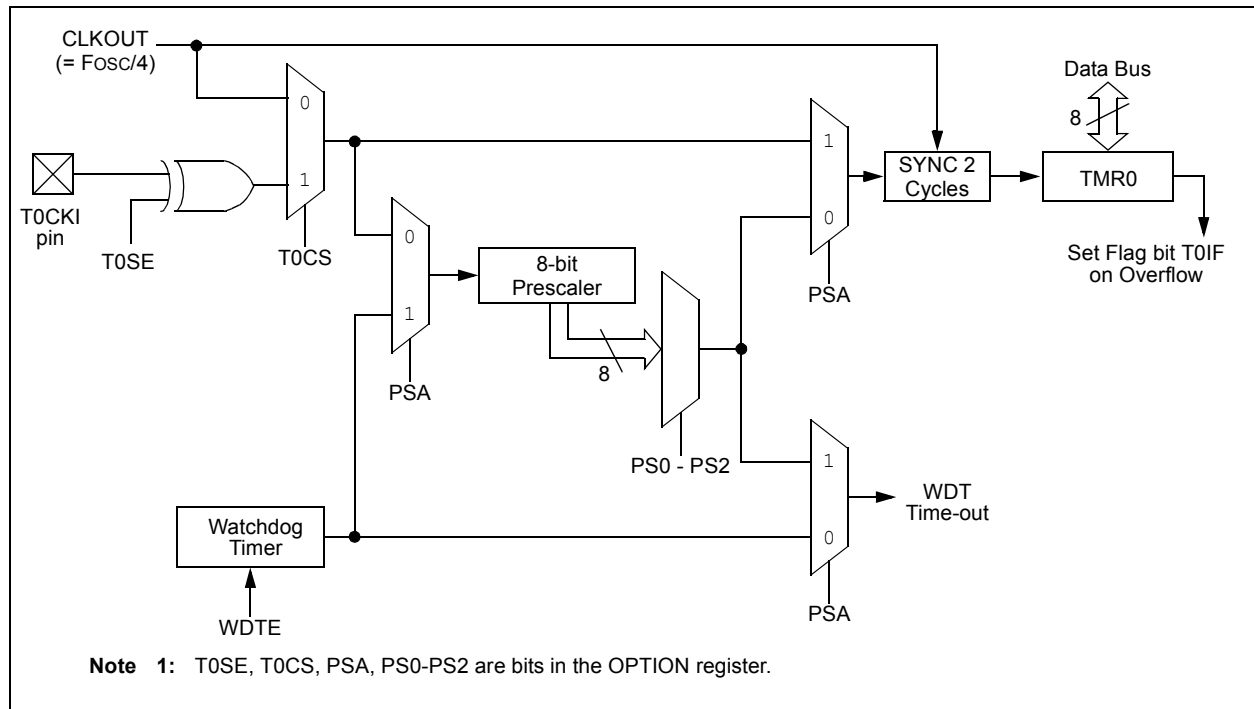 CLKOUT
(= FOSC/4)
0
1
T0CKI
pin
T0SE
T0CS
0
1
PSA
8-bit
Prescaler
8
PS0 - PS2
1
0
PSA
SYNC 2
Cycles
Data Bus
8
TMR0
Set Flag bit T0IF
on Overflow
Watchdog
Timer
WDTE
1
0
PSA
WDT
Time-out
Note 1: T0SE, T0CS, PSA, PS0-PS2 are bits in the OPTION register.